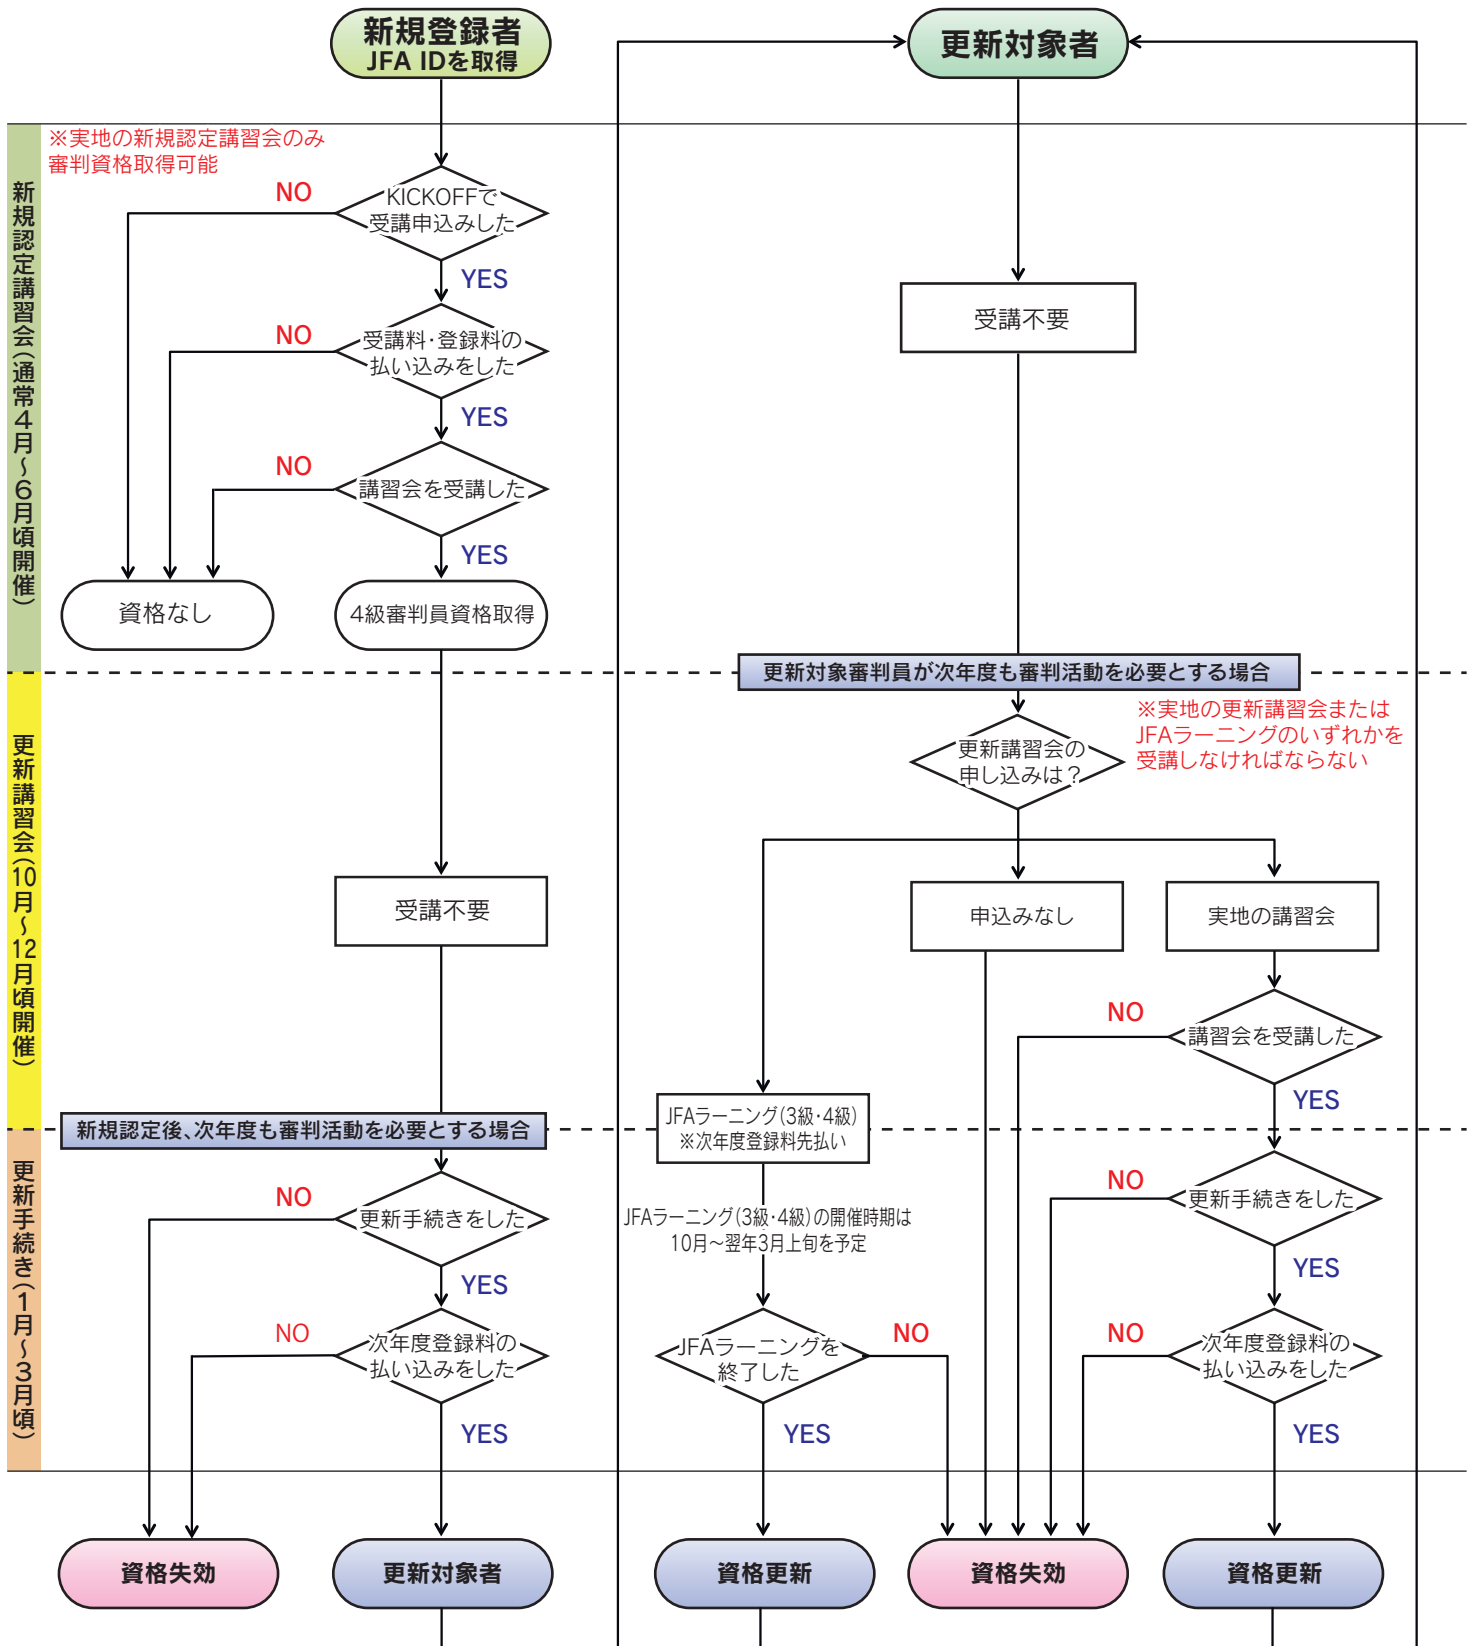 新規登録者
JFA IDを取得
更新対象者
新規認定講習会（通常4月～6月頃開催）
※実地の新規認定講習会のみ
審判資格取得可能
NO
KICKOFFで
受講申込みした
YES
NO
受講料・登録料の
払い込みをした
YES
NO
講習会を受講した
YES
資格なし
4級審判員資格取得
受講不要
更新対象審判員が次年度も審判活動を必要とする場合
更新講習会（10月～12月頃開催）
※実地の更新講習会または
JFAラーニングのいずれかを
受講しなければならない
更新講習会の
申し込みは？
受講不要
申込みなし
実地の講習会
NO
講習会を受講した
YES
新規認定後、次年度も審判活動を必要とする場合
JFAラーニング（3級・4級）
※次年度登録料先払い
更新手続き（1月～3月頃）
NO
更新手続きをした
YES
JFAラーニング（3級・4級）の開催時期は
10月～翌年3月上旬を予定
NO
更新手続きをした
YES
NO
次年度登録料の
払い込みをした
YES
JFAラーニングを
終了した
NO
YES
NO
次年度登録料の
払い込みをした
YES
資格失効
更新対象者
資格更新
資格失効
資格更新